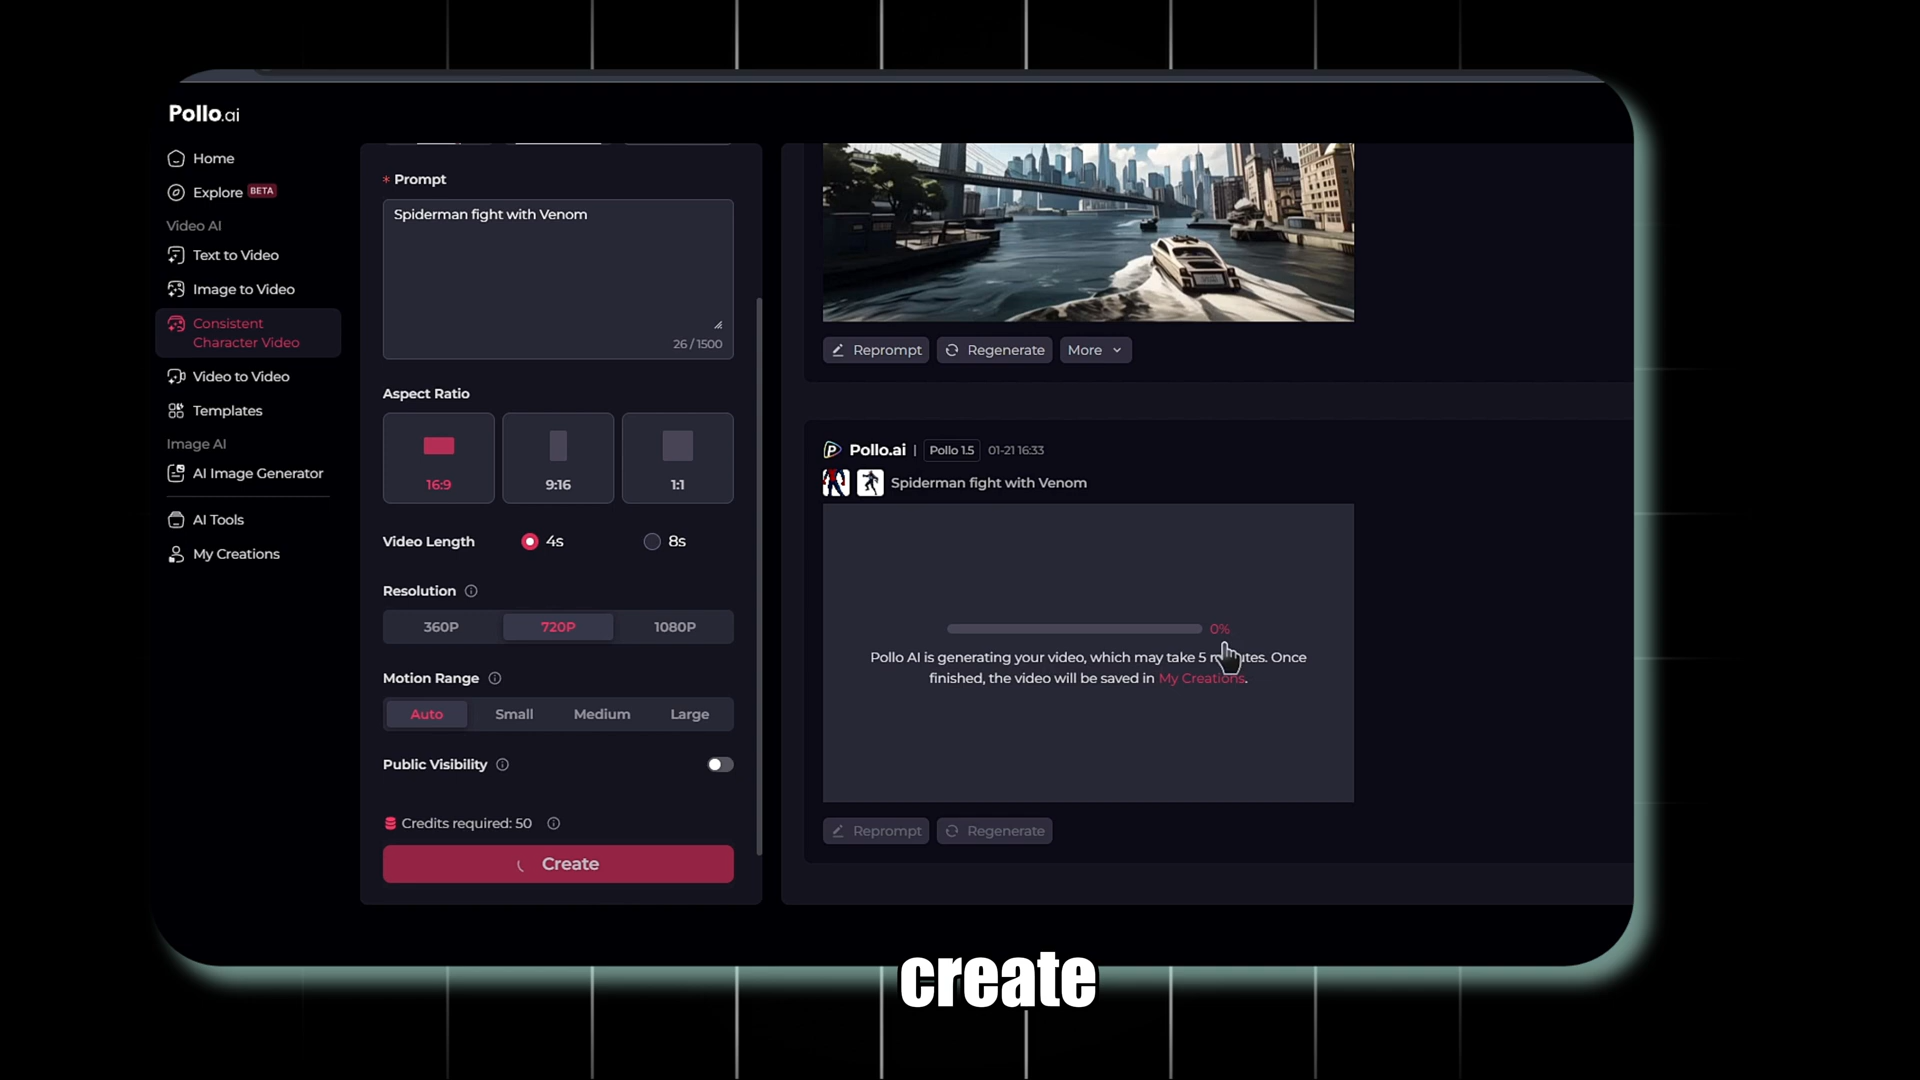 Pollo.ai
Home
Explore BETA
Video AI
Text to Video
Image to Video
Consistent
Character Video
Video to Video
Templates
Image AI
AI Image Generator
AI Tools
My Creations
* Prompt
Spiderman fight with Venom
26 / 1500
Aspect Ratio
16:9
9:16
1:1
Video Length
4s
8s
Resolution
360P
720P
1080P
Motion Range
Auto
Small
Medium
Large
Public Visibility
Credits required: 50
Create
Reprompt
Regenerate
More
Pollo.ai | Pollo 1.5 01-21 16:33
Spiderman fight with Venom
0%
Pollo AI is generating your video, which may take 5 minutes. Once
finished, the video will be saved in My Creations.
Reprompt
Regenerate
create